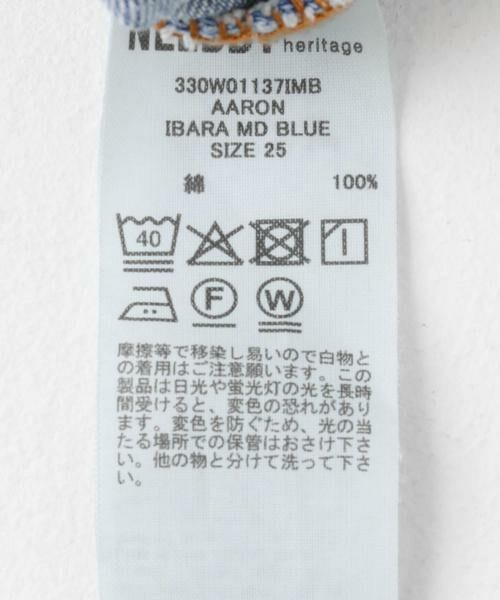 heritage
330W01137IMB
AARON
IBARA MD BLUE
SIZE 25
綿 100%
40
F W
摩擦等で移染し易いので白物と
の着用はご注意願います。この
製品は日光や蛍光灯の光を長時
間受けると、変色の恐れがあり
ます。変色を防ぐため、光の当
たる場所での保管はおさけ下さ
い。他の物と分けて洗って下さ
い。